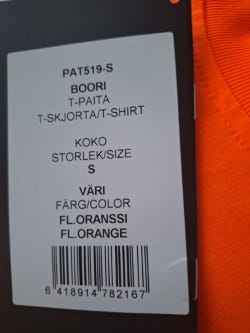 PAT519-S
BOORI
T-PAITA
T-SKJORTA/T-SHIRT
KOKO
STORLEK/SIZE
S
VÄRI
FÄRG/COLOR
FL.ORANSSI
FL.ORANGE
6 418914 782167